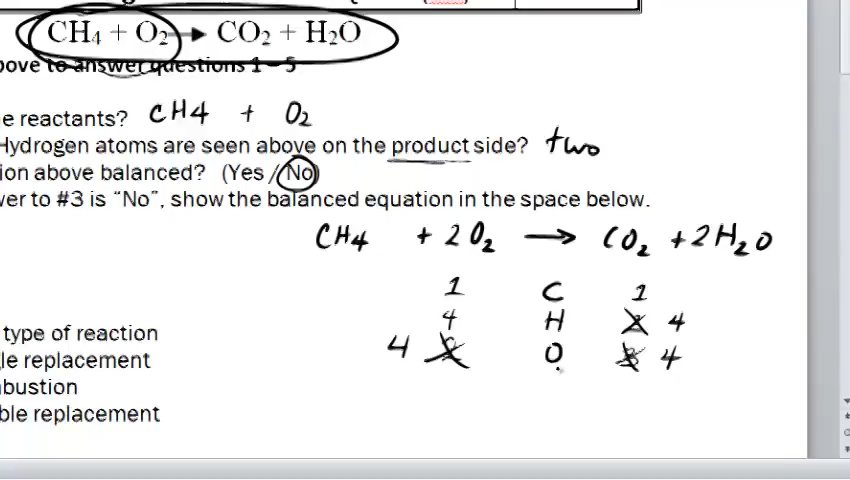 CH4 + O2 → CO2 + H2O
bove to answer questions 1 – 5
e reactants? CH4 + O2
Hydrogen atoms are seen above on the product side? two
ion above balanced? (Yes / No)
wer to #3 is “No”, show the balanced equation in the space below.
CH4 + 2O2 → CO2 + 2H2O
1 C 1
4 H 2 4
4 2 O 3 4
type of reaction
gle replacement
nbustion
ble replacement